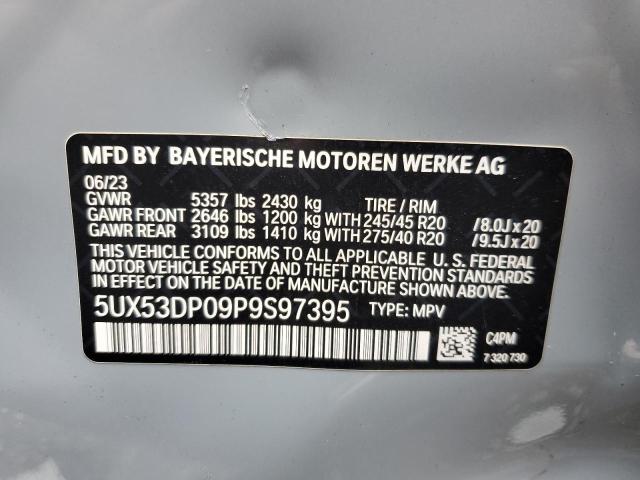 MFD BY BAYERISCHE MOTOREN WERKE AG
06/23
GVWR 5357 lbs 2430 kg TIRE / RIM
GAWR FRONT 2646 lbs 1200 kg WITH 245/45 R20 /8.0J x 20
GAWR REAR 3109 lbs 1410 kg WITH 275/40 R20 /9.5J x 20
THIS VEHICLE CONFORMS TO ALL APPLICABLE U. S. FEDERAL
MOTOR VEHICLE SAFETY AND THEFT PREVENTION STANDARDS
IN EFFECT ON THE DATE OF MANUFACTURE SHOWN ABOVE.
5UX53DP09P9S97395 TYPE: MPV
C4PM
7 320 730